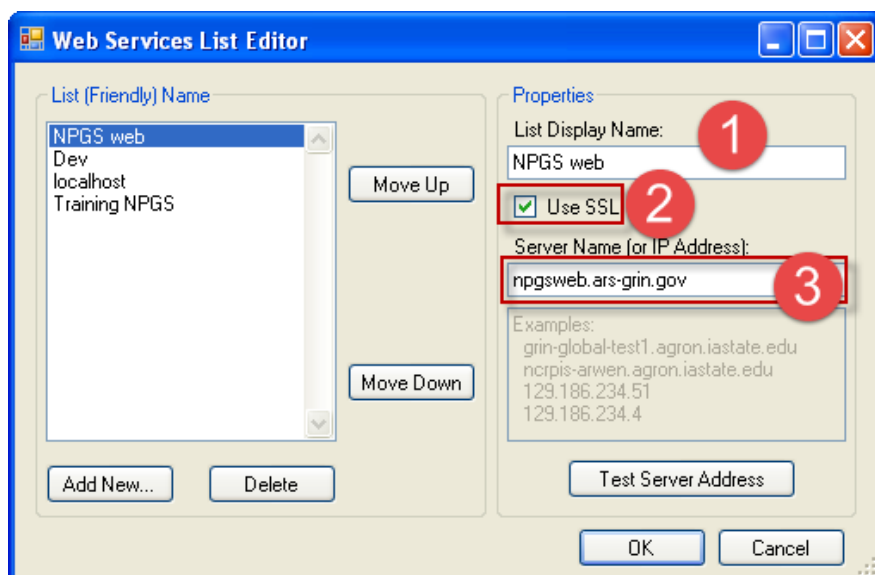 Web Services List Editor
List (Friendly) Name
NPGS web
Dev
localhost
Training NPGS
Move Up
Move Down
Add New...
Delete
Properties
List Display Name:
1
NPGS web
Use SSL
2
Server Name (or IP Address):
npgsweb.ars-grin.gov
3
Examples:
grin-global-test1.agron.iastate.edu
ncrpis-arwen.agron.iastate.edu
129.186.234.51
129.186.234.4
Test Server Address
OK
Cancel